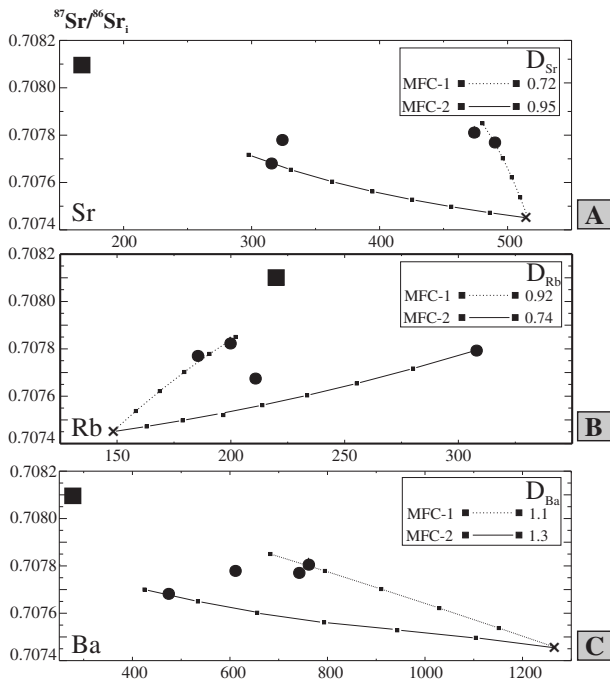 ⁸⁷Sr/⁸⁶Srᵢ
0.7082
0.7080
0.7078
0.7076
0.7074
D_Sr
MFC-1 0.72
MFC-2 0.95
Sr
200 300 400 500
A
0.7082
0.7080
0.7078
0.7076
0.7074
D_Rb
MFC-1 0.92
MFC-2 0.74
Rb
150 200 250 300
B
0.7082
0.7080
0.7078
0.7076
0.7074
D_Ba
MFC-1 1.1
MFC-2 1.3
Ba
400 600 800 1000 1200
C